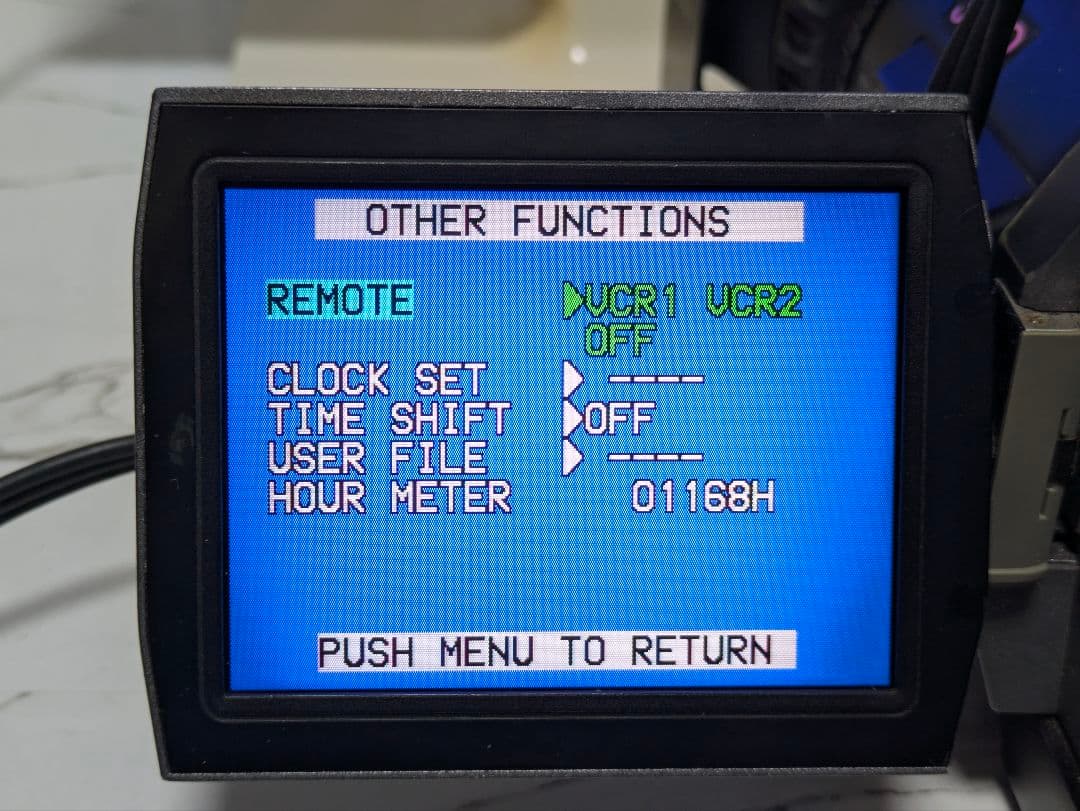 OTHER FUNCTIONS
REMOTE ▶VCR1 VCR2
OFF
CLOCK SET ▶ ----
TIME SHIFT ▶OFF
USER FILE ▶ ----
HOUR METER 01168H
PUSH MENU TO RETURN